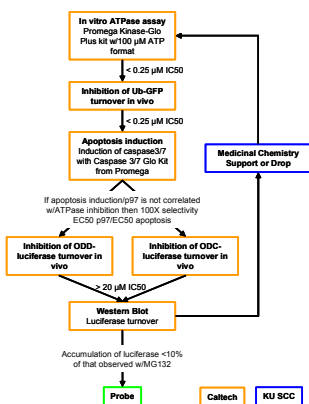 In vitro ATPase assay
Promega Kinase-Glo
Plus kit w/100 µM ATP
format
< 0.25 µM IC50
Inhibition of Ub-GFP
turnover in vivo
< 0.25 µM IC50
Apoptosis induction
Induction of caspase3/7
with Caspase 3/7 Glo Kit
from Promega
Medicinal Chemistry
Support or Drop
If apoptosis induction/p97 is not correlated
w/ATPase inhibition then 100X selectivity
EC50 p97/EC50 apoptosis
Inhibition of ODD-
luciferase turnover in
vivo
Inhibition of ODC-
luciferase turnover in
vivo
> 20 µM IC50
Western Blot
Luciferase turnover
Accumulation of luciferase <10%
of that observed w/MG132
Probe
Caltech
KU SCC